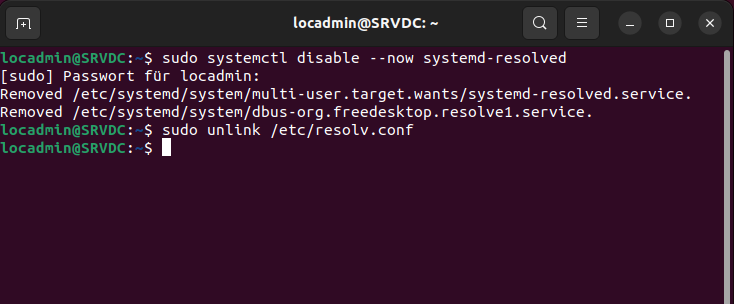 locadmin@SRVDC: ~
locadmin@SRVDC:~$ sudo systemctl disable --now systemd-resolved
[sudo] Passwort für locadmin:
Removed /etc/systemd/system/multi-user.target.wants/systemd-resolved.service.
Removed /etc/systemd/system/dbus-org.freedesktop.resolve1.service.
locadmin@SRVDC:~$ sudo unlink /etc/resolv.conf
locadmin@SRVDC:~$